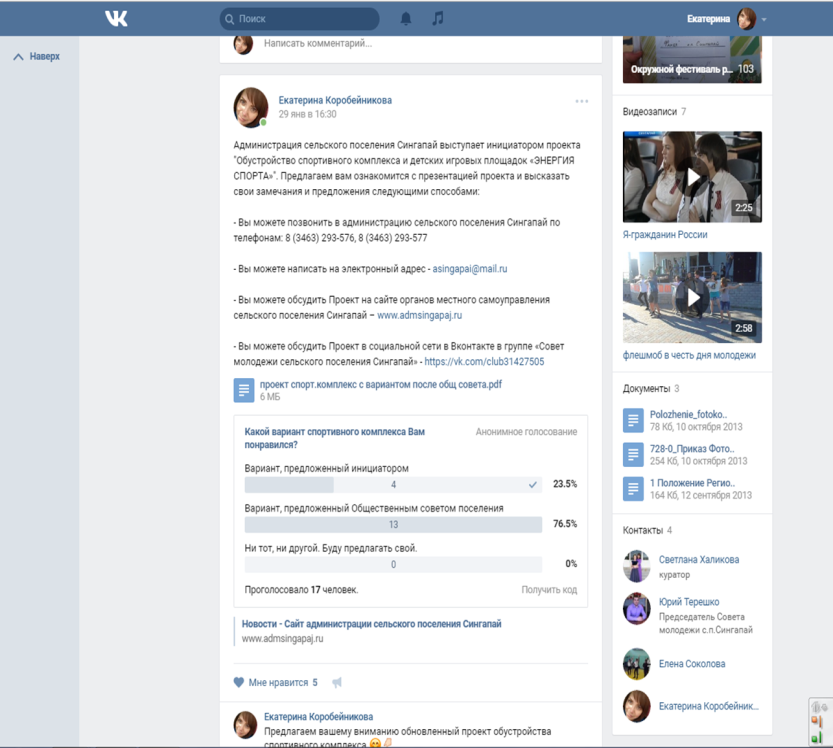 Поиск
Екатерина
Наверх
Написать комментарий...
Екатерина Коробейникова
29 янв в 16:30
Администрация сельского поселения Сингапай выступает инициатором проекта
"Обустройство спортивного комплекса и детских игровых площадок «ЭНЕРГИЯ
СПОРТА»". Предлагаем вам ознакомится с презентацией проекта и высказать
свои замечания и предложения следующими способами:
- Вы можете позвонить в администрацию сельского поселения Сингапай по
телефонам: 8 (3463) 293-576, 8 (3463) 293-577
- Вы можете написать на электронный адрес - asingapai@mail.ru
- Вы можете обсудить Проект на сайте органов местного самоуправления
сельского поселения Сингапай – www.admsingapaj.ru
- Вы можете обсудить Проект в социальной сети в Вконтакте в группе «Совет
молодежи сельского поселения Сингапай» - https://vk.com/club31427505
проект спорт.комплекс с вариантом после общ совета.pdf
6 МБ
Какой вариант спортивного комплекса Вам
понравился?
Анонимное голосование
Вариант, предложенный инициатором
4
23.5%
Вариант, предложенный Общественным советом поселения
13
76.5%
Ни тот, ни другой. Буду предлагать свой.
0
0%
Проголосовало 17 человек.
Получить код
Новости - Сайт администрации сельского поселения Сингапай
www.admsingapaj.ru
Мне нравится 5
Екатерина Коробейникова
Предлагаем вашему вниманию обновленный проект обустройства
спортивного комплекса
Окружной фестиваль р... 103
Видеозаписи 7
2:25
Я-гражданин России
2:58
флешмоб в честь дня молодежи
Документы 3
Polozhenie_fotoko..
78 Кб, 10 октября 2013
728-0_Приказ Фото..
254 Кб, 10 октября 2013
1 Положение Регио..
164 Кб, 12 сентября 2013
Контакты 4
Светлана Халикова
куратор
Юрий Терешко
Председатель Совета
молодежи с.п.Сингапай
Елена Соколова
Екатерина Коробейник...